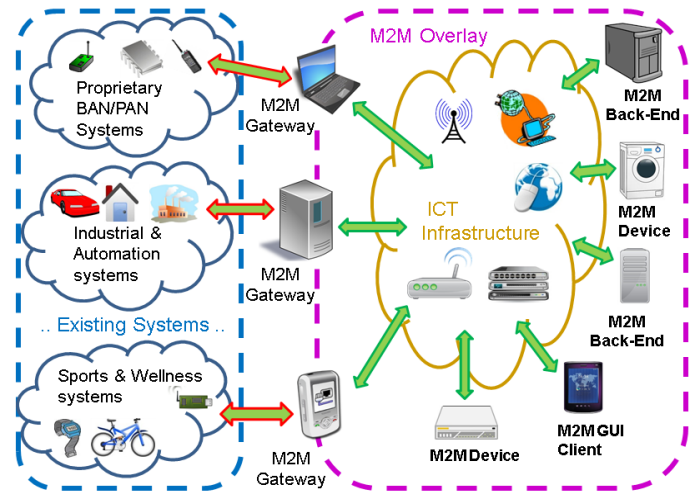 M2M Overlay
Proprietary
BAN/PAN
Systems
M2M
Gateway
M2M
Back-End
Industrial &
Automation
systems
M2M
Gateway
ICT
Infrastructure
M2M
Device
.. Existing Systems ..
M2M
Back-End
Sports & Wellness
systems
M2M
Gateway
M2M Device
M2M GUI
Client